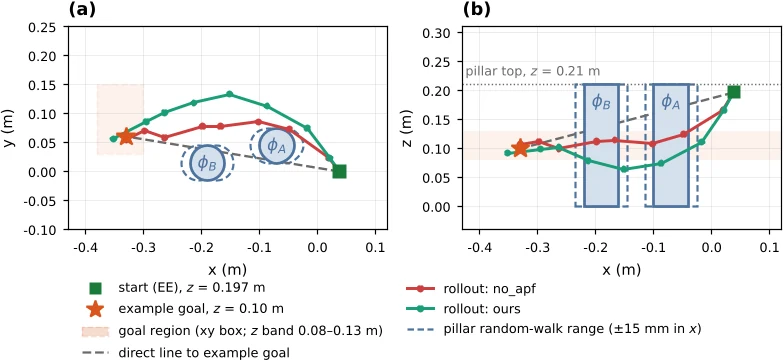 (a)
(b)
0.25
0.20
0.15
0.10
0.05
0.00
-0.05
-0.10
y (m)
ϕB
ϕA
-0.4
-0.3
-0.2
-0.1
0.0
0.1
x (m)
0.30
0.25
0.20
0.15
0.10
0.05
0.00
z (m)
pillar top, z = 0.21 m
ϕB
ϕA
-0.4
-0.3
-0.2
-0.1
0.0
0.1
x (m)
start (EE), z = 0.197 m
example goal, z = 0.10 m
goal region (xy box; z band 0.08–0.13 m)
direct line to example goal
rollout: no_apf
rollout: ours
pillar random-walk range (±15 mm in x)